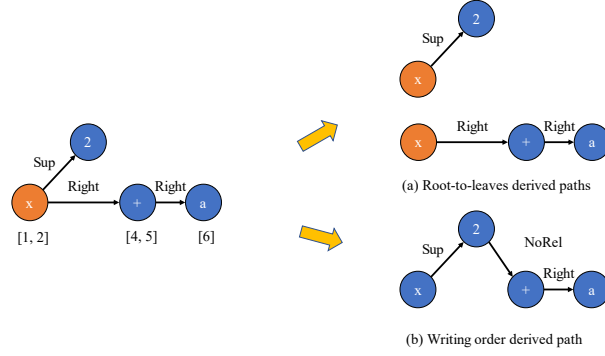 2
Sup
x
Right
+
Right
a
[1, 2]
[4, 5]
[6]
2
Sup
x
x
Right
+
Right
a
(a) Root-to-leaves derived paths
2
Sup
NoRel
x
+
Right
a
(b) Writing order derived path